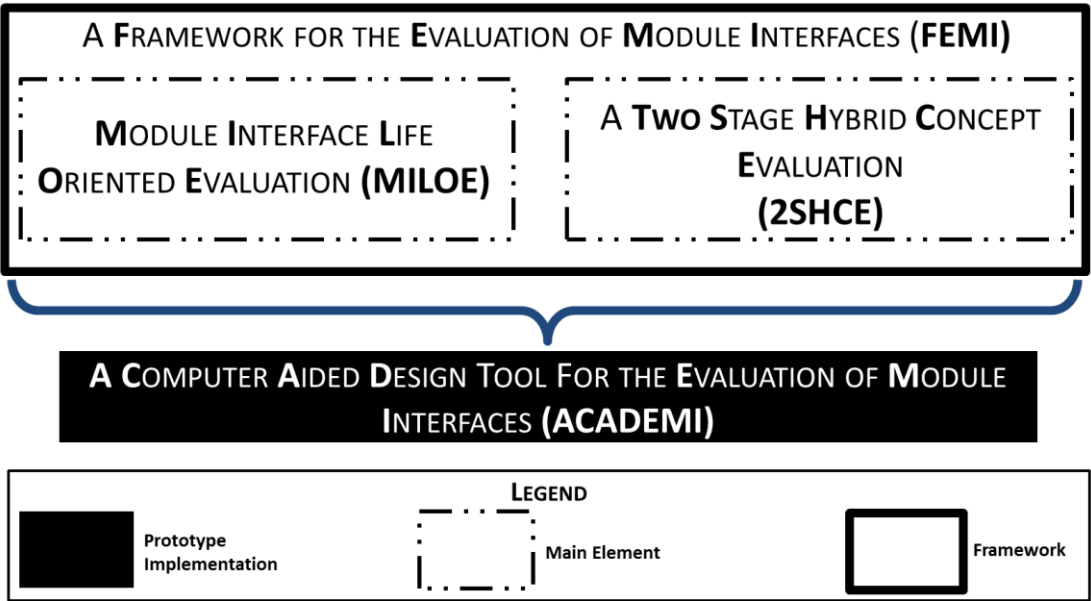 A FRAMEWORK FOR THE EVALUATION OF MODULE INTERFACES (FEMI)
MODULE INTERFACE LIFE
ORIENTED EVALUATION (MILOE)
A TWO STAGE HYBRID CONCEPT
EVALUATION
(2SHCE)
A COMPUTER AIDED DESIGN TOOL FOR THE EVALUATION OF MODULE
INTERFACES (ACADEMI)
LEGEND
Prototype
Implementation
Main Element
Framework